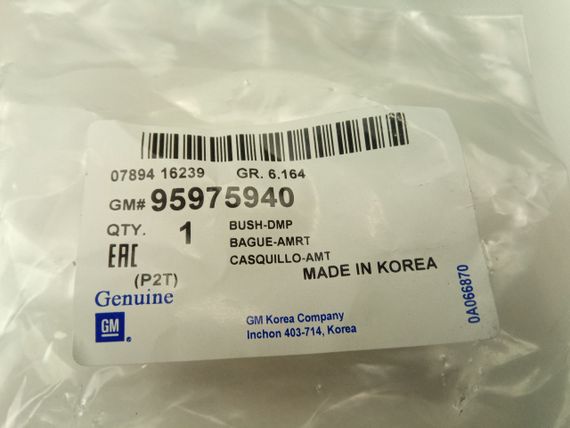 07894 16239 GR. 6.164
GM# 95975940
QTY. 1 BUSH-DMP
BAGUE-AMRT
EAC CASQUILLO-AMT
(P2T) MADE IN KOREA
Genuine
GM
GM Korea Company
Inchon 403-714, Korea
0A066870